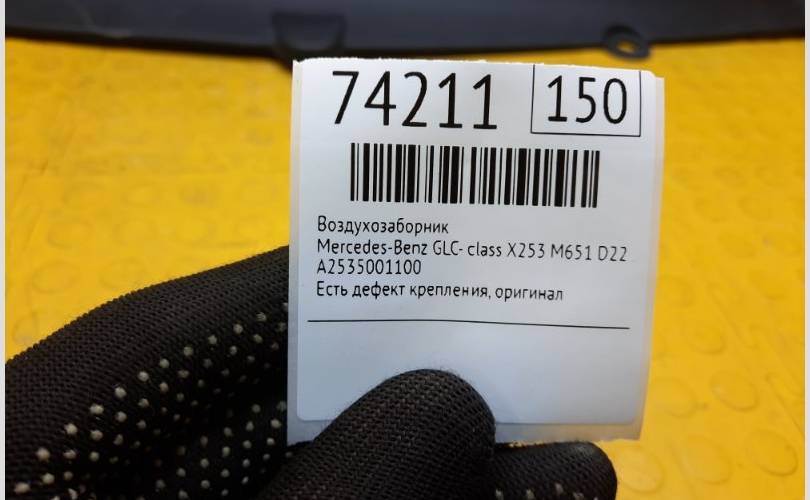 74211 150
Воздухозаборник
Mercedes-Benz GLC- class X253 M651 D22
A2535001100
Есть дефект крепления, оригинал